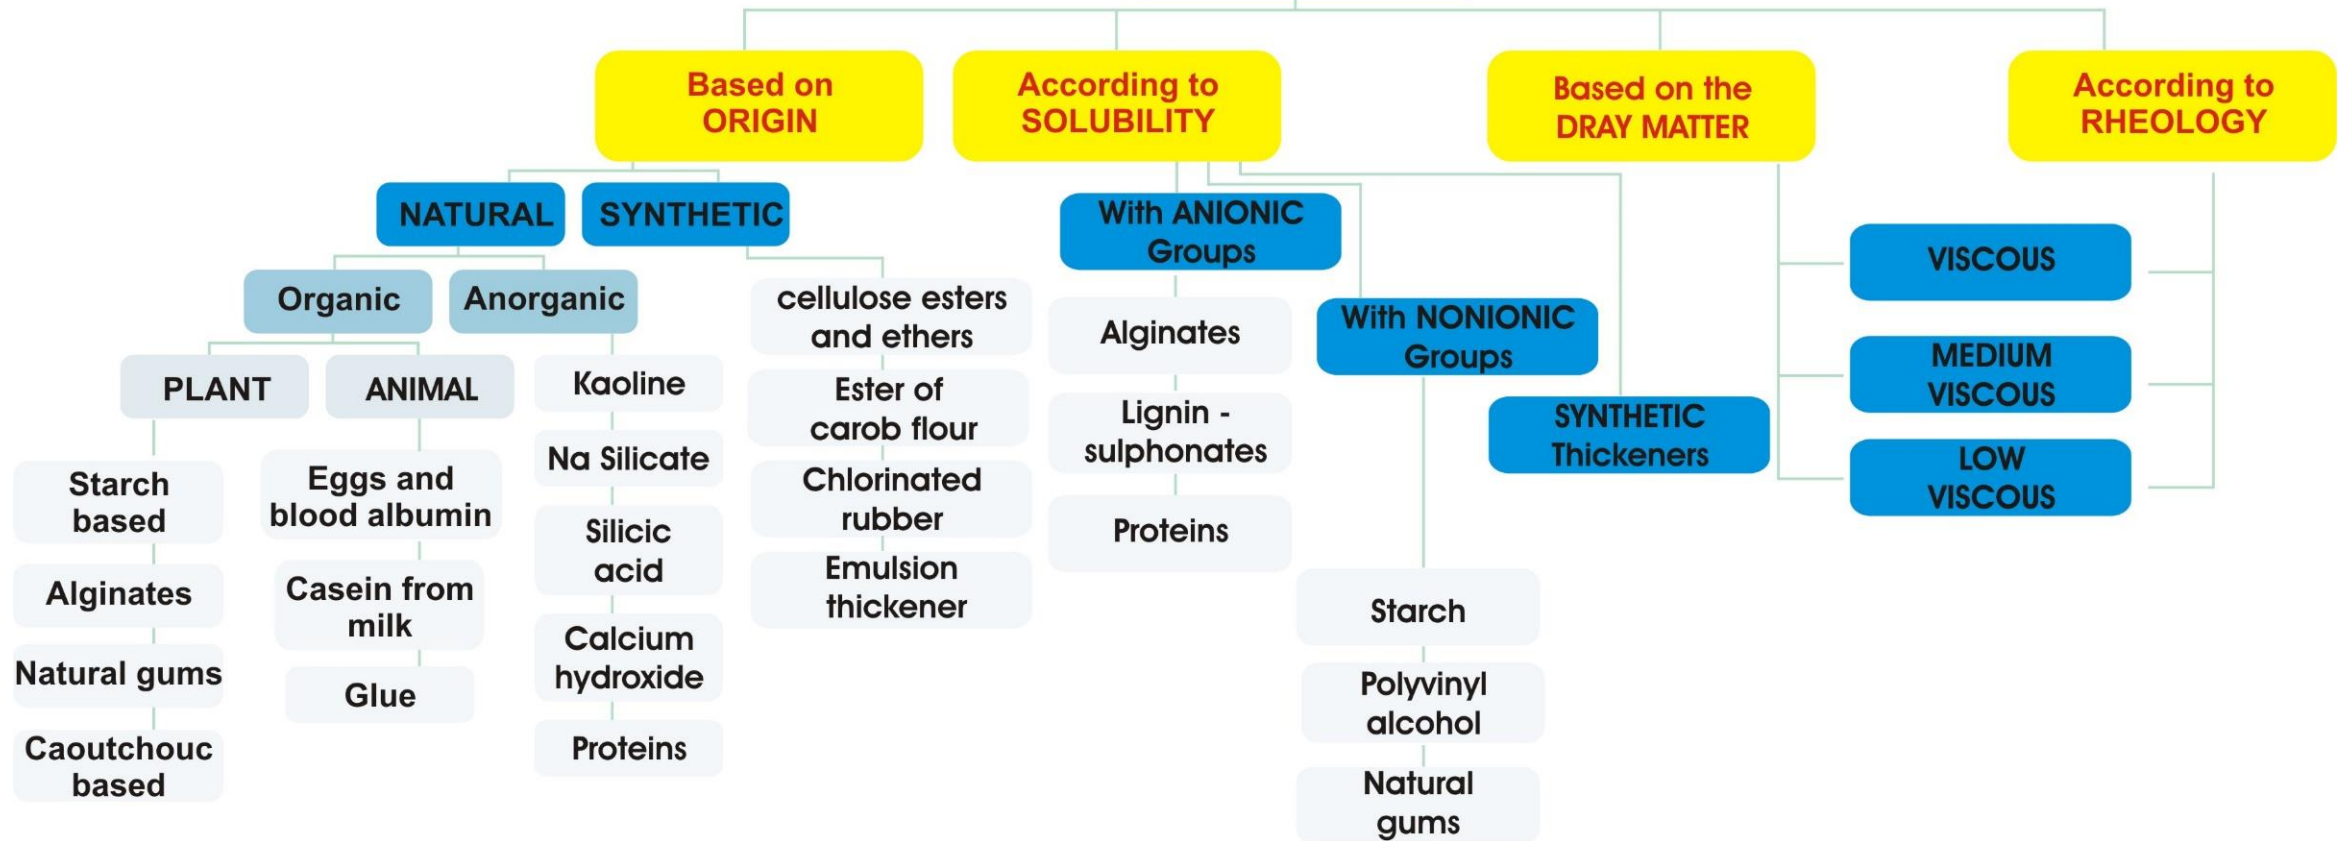 Based on
ORIGIN
According to
SOLUBILITY
Based on the
DRAY MATTER
According to
RHEOLOGY
NATURAL
SYNTHETIC
Organic
Anorganic
PLANT
ANIMAL
Starch
based
Alginates
Natural gums
Caoutchouc
based
Eggs and
blood albumin
Casein from
milk
Glue
Kaoline
Na Silicate
Silicic
acid
Calcium
hydroxide
Proteins
cellulose esters
and ethers
Ester of
carob flour
Chlorinated
rubber
Emulsion
thickener
With ANIONIC
Groups
Alginates
Lignin -
sulphonates
Proteins
With NONIONIC
Groups
Starch
Polyvinyl
alcohol
Natural
gums
SYNTHETIC
Thickeners
VISCOUS
MEDIUM
VISCOUS
LOW
VISCOUS